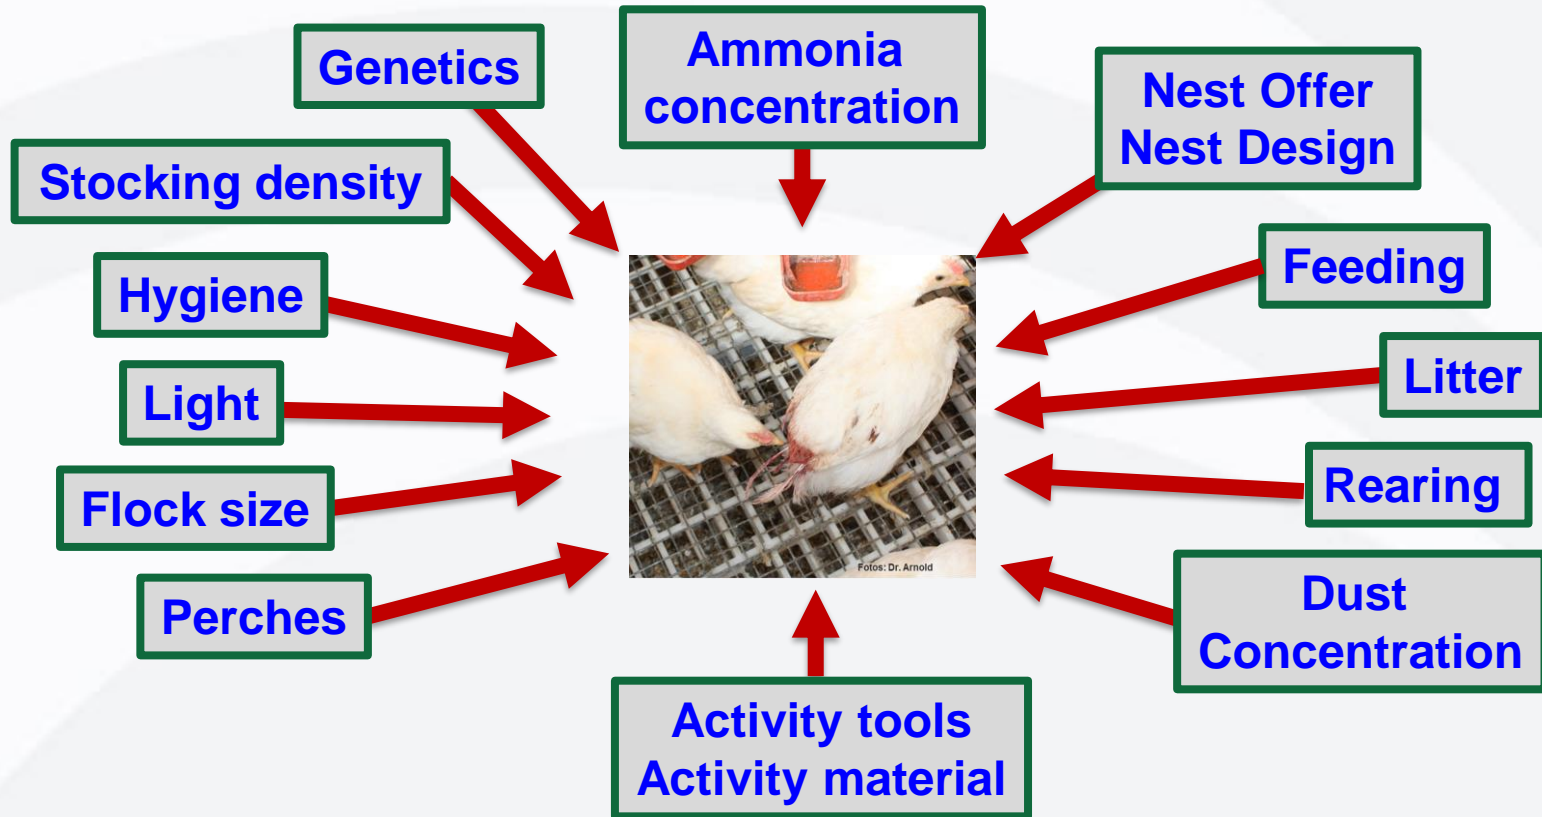 Genetics
Ammonia
concentration
Nest Offer
Nest Design
Stocking density
Hygiene
Feeding
Light
Litter
Flock size
Rearing
Perches
Dust
Concentration
Fotos: Dr. Arnold
Activity tools
Activity material